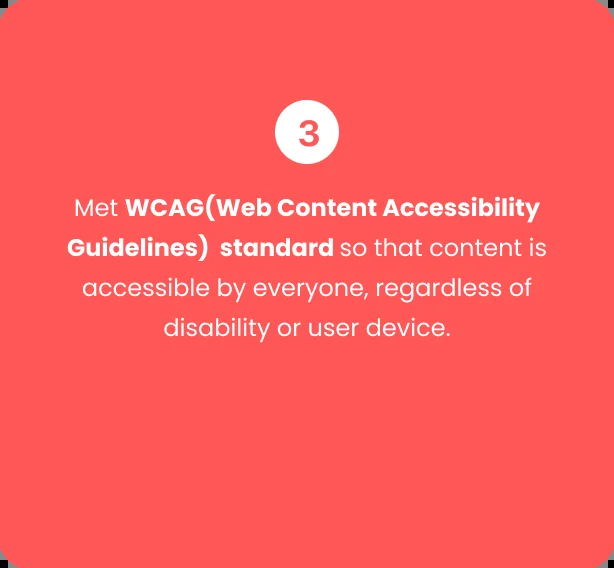 3
Met WCAG(Web Content Accessibility
Guidelines) standard so that content is
accessible by everyone, regardless of
disability or user device.